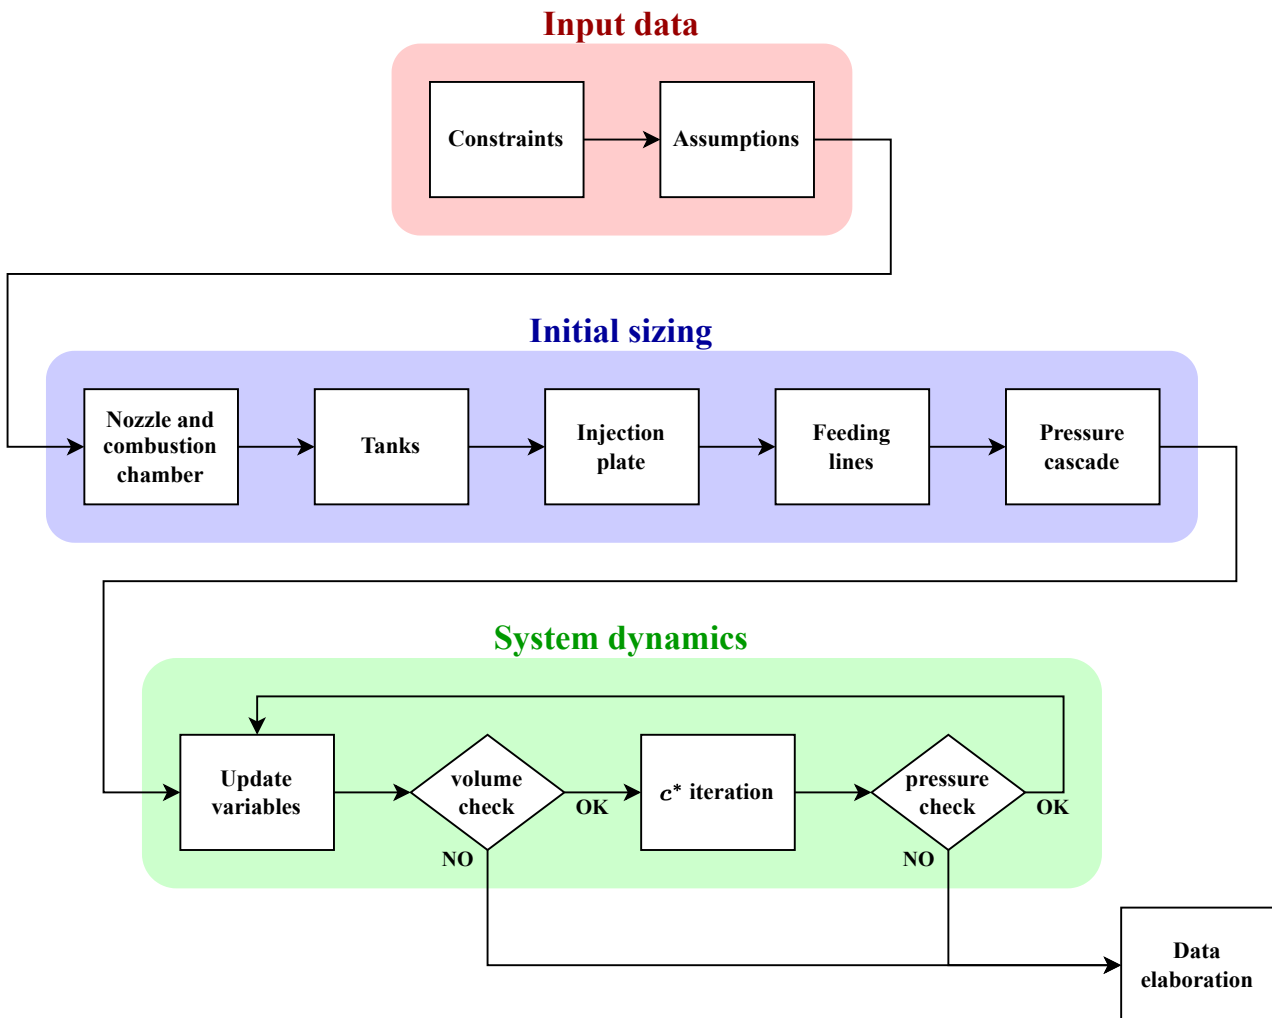 Input data
Constraints
Assumptions
Initial sizing
Nozzle and
combustion
chamber
Tanks
Injection
plate
Feeding
lines
Pressure
cascade
System dynamics
Update
variables
volume
check
OK
NO
c* iteration
pressure
check
OK
NO
Data
elaboration